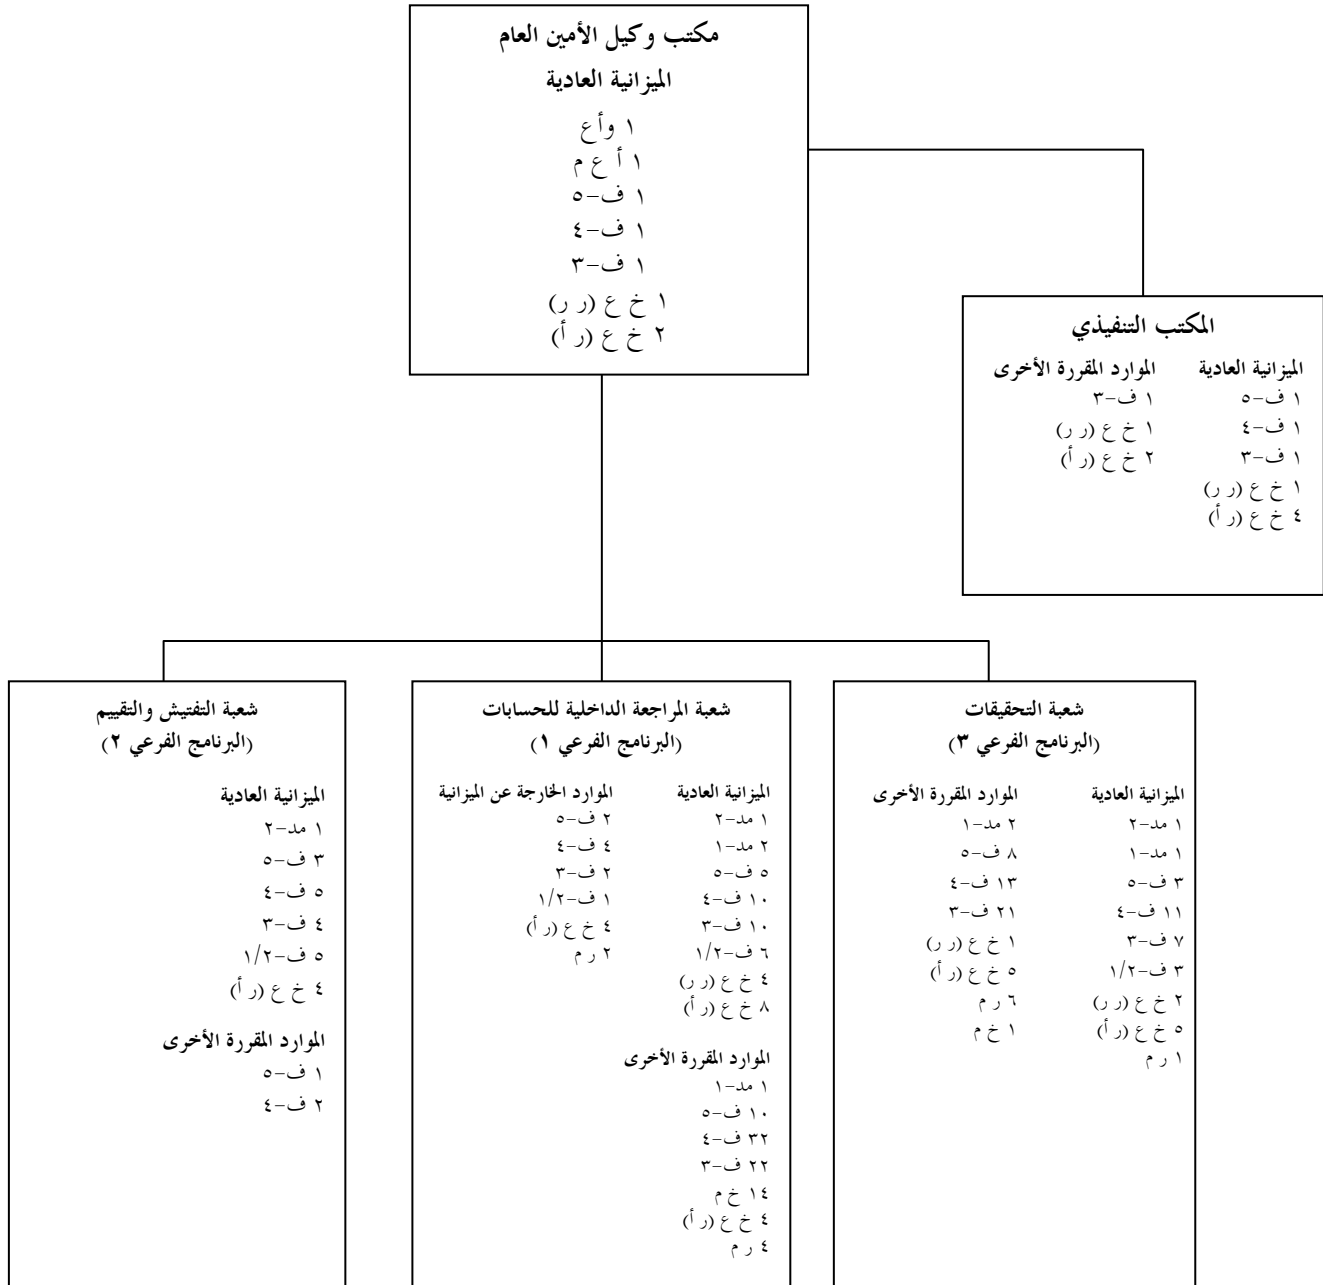 مكتب وكيل الأمين العام
الميزانية العادية
١ وأع
١ أ ع م
١ ف-٥
١ ف-٤
١ ف-٣
١ خ ع (ر ر)
٢ خ ع (ر أ)
المكتب التنفيذي
الميزانية العادية
١ ف-٥
١ ف-٤
١ ف-٣
١ خ ع (ر ر)
٤ خ ع (ر أ)
الموارد المقررة الأخرى
١ ف-٣
١ خ ع (ر ر)
٢ خ ع (ر أ)
شعبة التحقيقات
(البرنامج الفرعي ٣)
الميزانية العادية
١ مد-٢
١ مد-١
٣ ف-٥
١١ ف-٤
٧ ف-٣
٣ ف-١/٢
٢ خ ع (ر ر)
٥ خ ع (ر أ)
١ ر م
الموارد المقررة الأخرى
٢ مد-١
٨ ف-٥
١٣ ف-٤
٢١ ف-٣
١ خ ع (ر ر)
٥ خ ع (ر أ)
٦ ر م
١ خ م
شعبة المراجعة الداخلية للحسابات
(البرنامج الفرعي ١)
الميزانية العادية
١ مد-٢
٢ مد-١
٥ ف-٥
١٠ ف-٤
١٠ ف-٣
٦ ف-١/٢
٤ خ ع (ر ر)
٨ خ ع (ر أ)
الموارد الخارجة عن الميزانية
٢ ف-٥
٤ ف-٤
٢ ف-٣
١ ف-١/٢
٤ خ ع (ر أ)
٢ ر م
الموارد المقررة الأخرى
١ مد-١
١٠ ف-٥
٣٢ ف-٤
٢٢ ف-٣
١٤ خ م
٤ خ ع (ر أ)
٤ ر م
شعبة التفتيش والتقييم
(البرنامج الفرعي ٢)
الميزانية العادية
١ مد-٢
٣ ف-٥
٥ ف-٤
٤ ف-٣
٥ ف-١/٢
٤ خ ع (ر أ)
الموارد المقررة الأخرى
١ ف-٥
٢ ف-٤